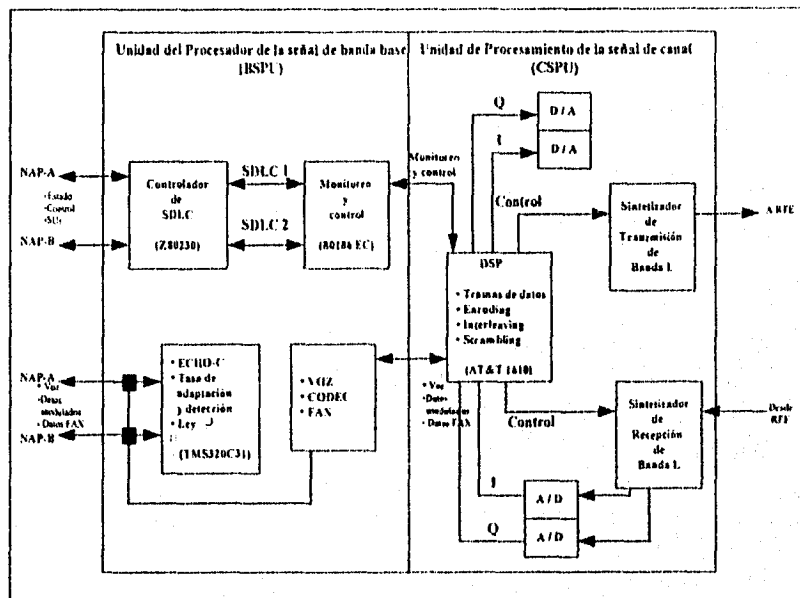 Unidad del Procesador de la señal de banda base
(BSPU)
Unidad de Procesamiento de la señal de canal
(CSPU)
NAP-A
• Estado
• Control
NAP-B
Controlador
de
SDLC
(Z80230)
SDLC 1
SDLC 2
Monitoreo
y
control
(80186 EC)
Monitoreo
y control
Q
I
D / A
D / A
Control
Sintetizador
de
Transmisión
de
Banda L
A RFE
DSP
• Tramas de datos
• Encoding
• Interleaving
• Scrambling
(AT&T 1610)
NAP-A
• Voz
• Datos
modulados
• Datos FAX
NAP-B
• ECHO-C
• Tasa de
adaptación
y detección
• Ley
(TMS320C31)
• VOZ
• CODEC
• FAX
• Voz
• Datos
modulados
• Datos FAX
Control
Sintetizador
de
Recepción
de
Banda L
Desde
RFE
I
Q
A / D
A / D